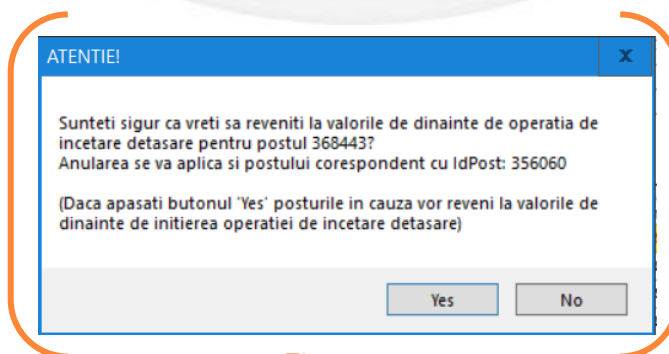 ATENTIE!
x
Sunteti sigur ca vreti sa reveniti la valorile de dinainte de operatia de
incetare detasare pentru postul 368443?
Anularea se va aplica si postului corespondent cu IdPost: 356060
(Daca apasati butonul 'Yes' posturile in cauza vor reveni la valorile de
dinainte de initierea operatiei de incetare detasare)
Yes No